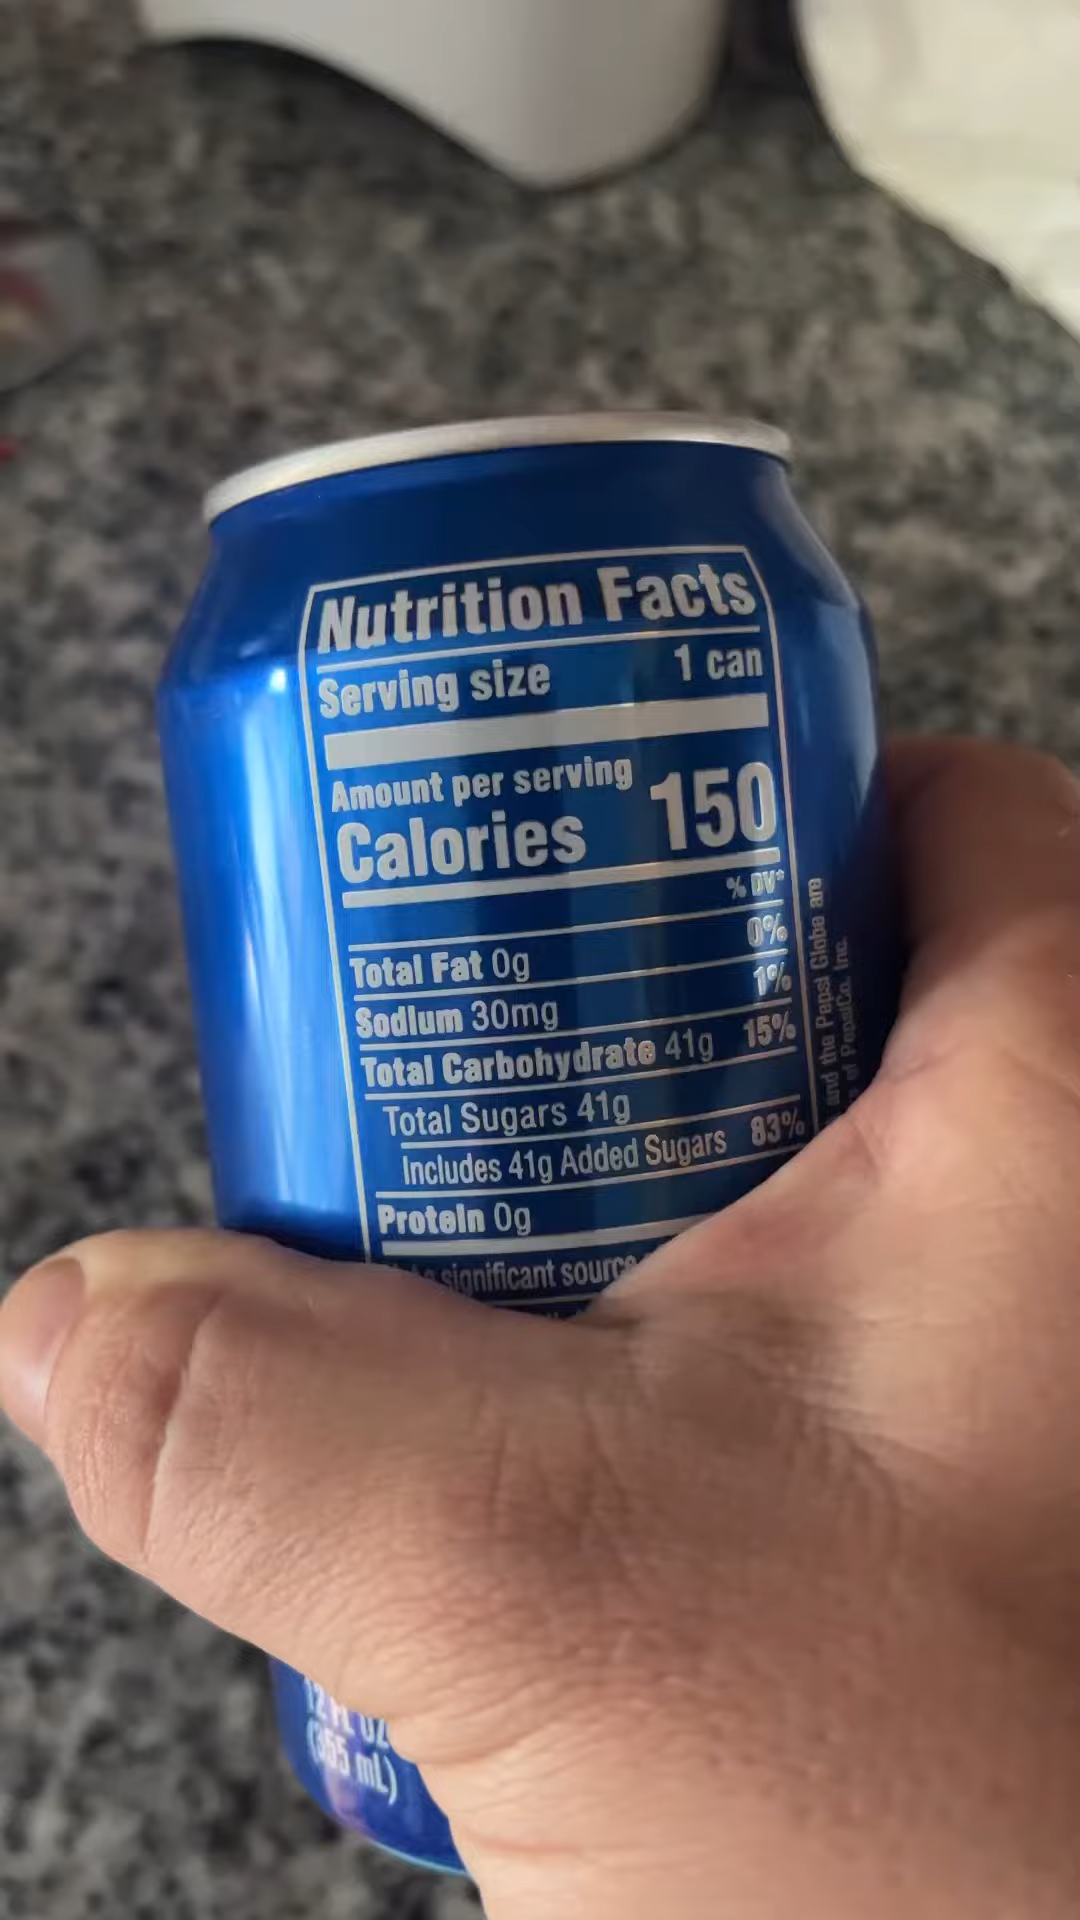 Nutrition Facts
Serving size 1 can
Amount per serving
Calories 150
% DV*
Total Fat 0g 0%
Sodium 30mg 1%
Total Carbohydrate 41g 15%
Total Sugars 41g
Includes 41g Added Sugars 83%
Protein 0g
significant source
and the Pepsi Globe are
of PepsiCo, Inc.
12 FL OZ
(355 mL)